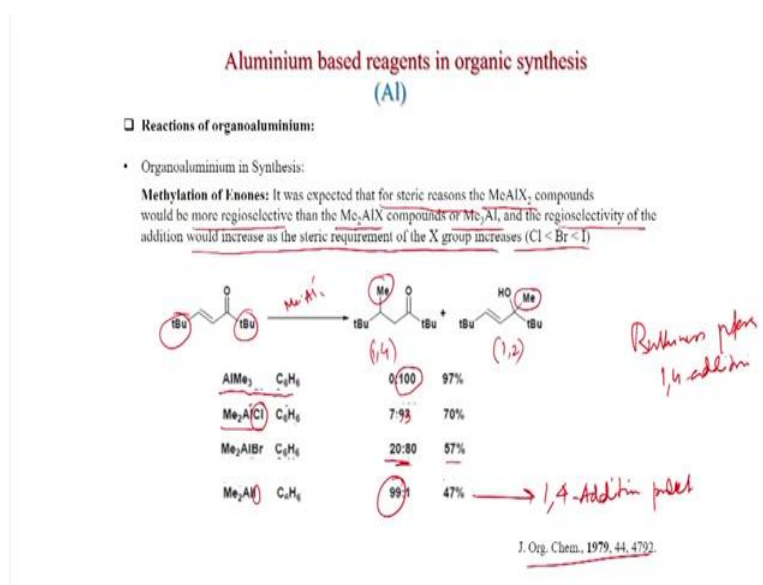 Aluminium based reagents in organic synthesis
(Al)
❑ Reactions of organoaluminium:
• Organoaluminium in Synthesis:
Methylation of Enones: It was expected that for steric reasons the MeAlX2 compounds
would be more regioselective than the Me2AlX compounds or Me3Al, and the regioselectivity of the
addition would increase as the steric requirement of the X group increases (Cl < Br < I)
O Me O HO Me
tBu tBu tBu tBu + tBu tBu
(1,4) (1,2)
1,4-addition
AlMe3 C6H6 0:100 97%
Me2AlCl C6H6 7:93 70%
Me2AlBr C6H6 20:80 57%
Me2AlI C6H6 99:1 47% 1,4-Addition
J. Org. Chem., 1979, 44, 4792.